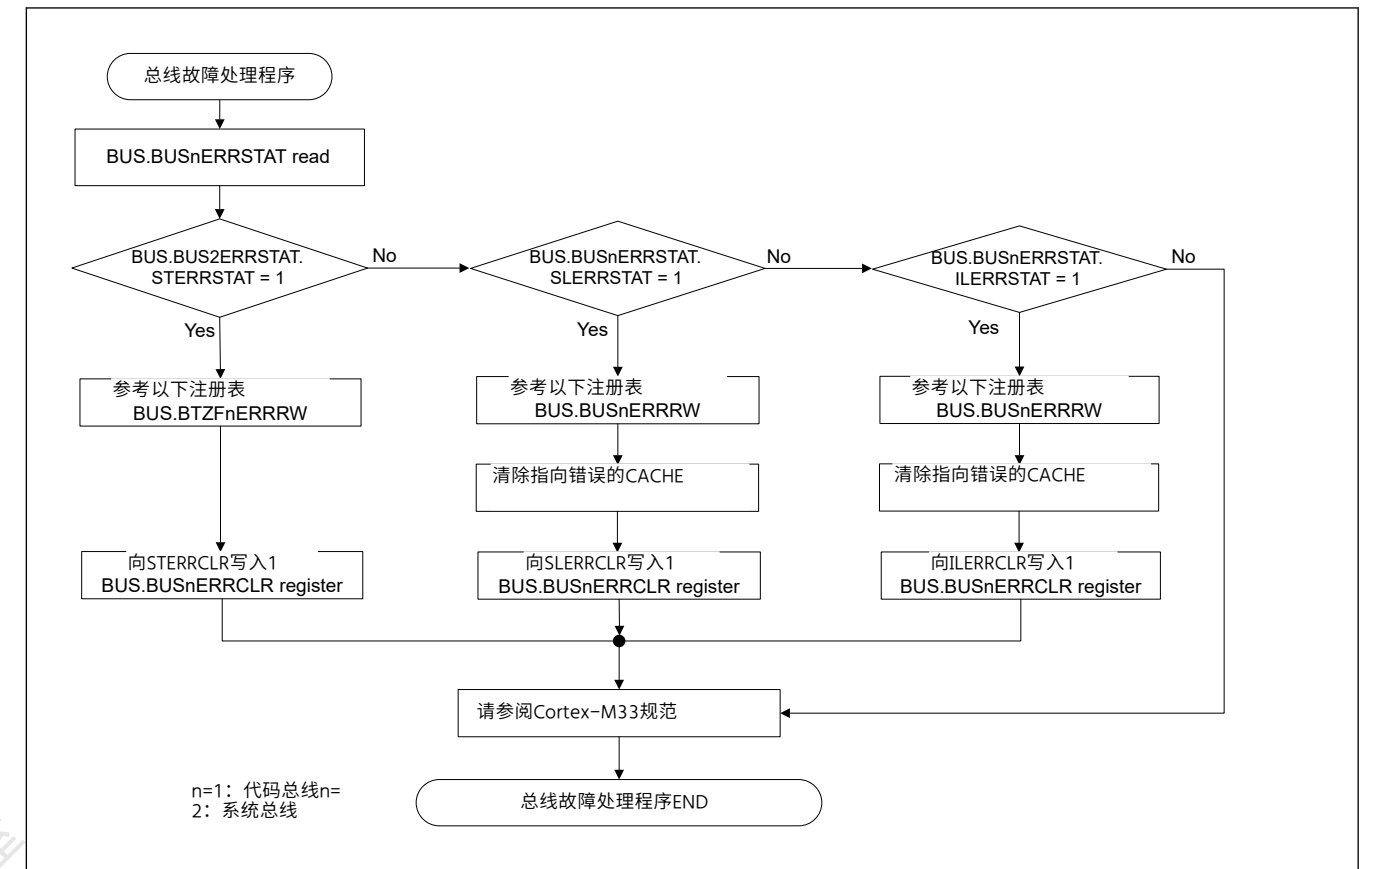 总线故障处理程序
BUS.BUSnERRSTAT read
BUS.BUS2ERRSTAT.
STERRSTAT = 1
No
BUS.BUSnERRSTAT.
SLERRSTAT = 1
No
BUS.BUSnERRSTAT.
ILERRSTAT = 1
No
Yes
Yes
Yes
参考以下注册表
BUS.BTZFnERRRW
参考以下注册表
BUS.BUSnERRRW
参考以下注册表
BUS.BUSnERRRW
清除指向错误的CACHE
清除指向错误的CACHE
向STERRCLR写入1
BUS.BUSnERRCLR register
向SLERRCLR写入1
BUS.BUSnERRCLR register
向ILERRCLR写入1
BUS.BUSnERRCLR register
请参阅Cortex-M33规范
n=1：代码总线n=
2：系统总线
总线故障处理程序END